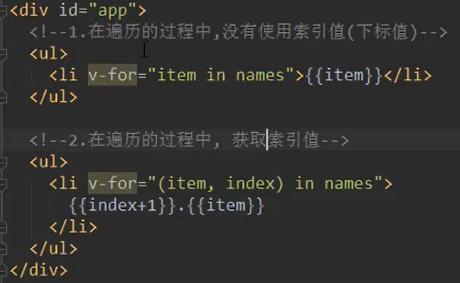 <div id="app">
<!--1.在遍历的过程中,没有使用索引值(下标值)-->
<ul>
<li v-for="item in names">{{item}}</li>
</ul>
<!--2.在遍历的过程中, 获取索引值-->
<ul>
<li v-for="(item, index) in names">
{{index+1}}.{{item}}
</li>
</ul>
</div>